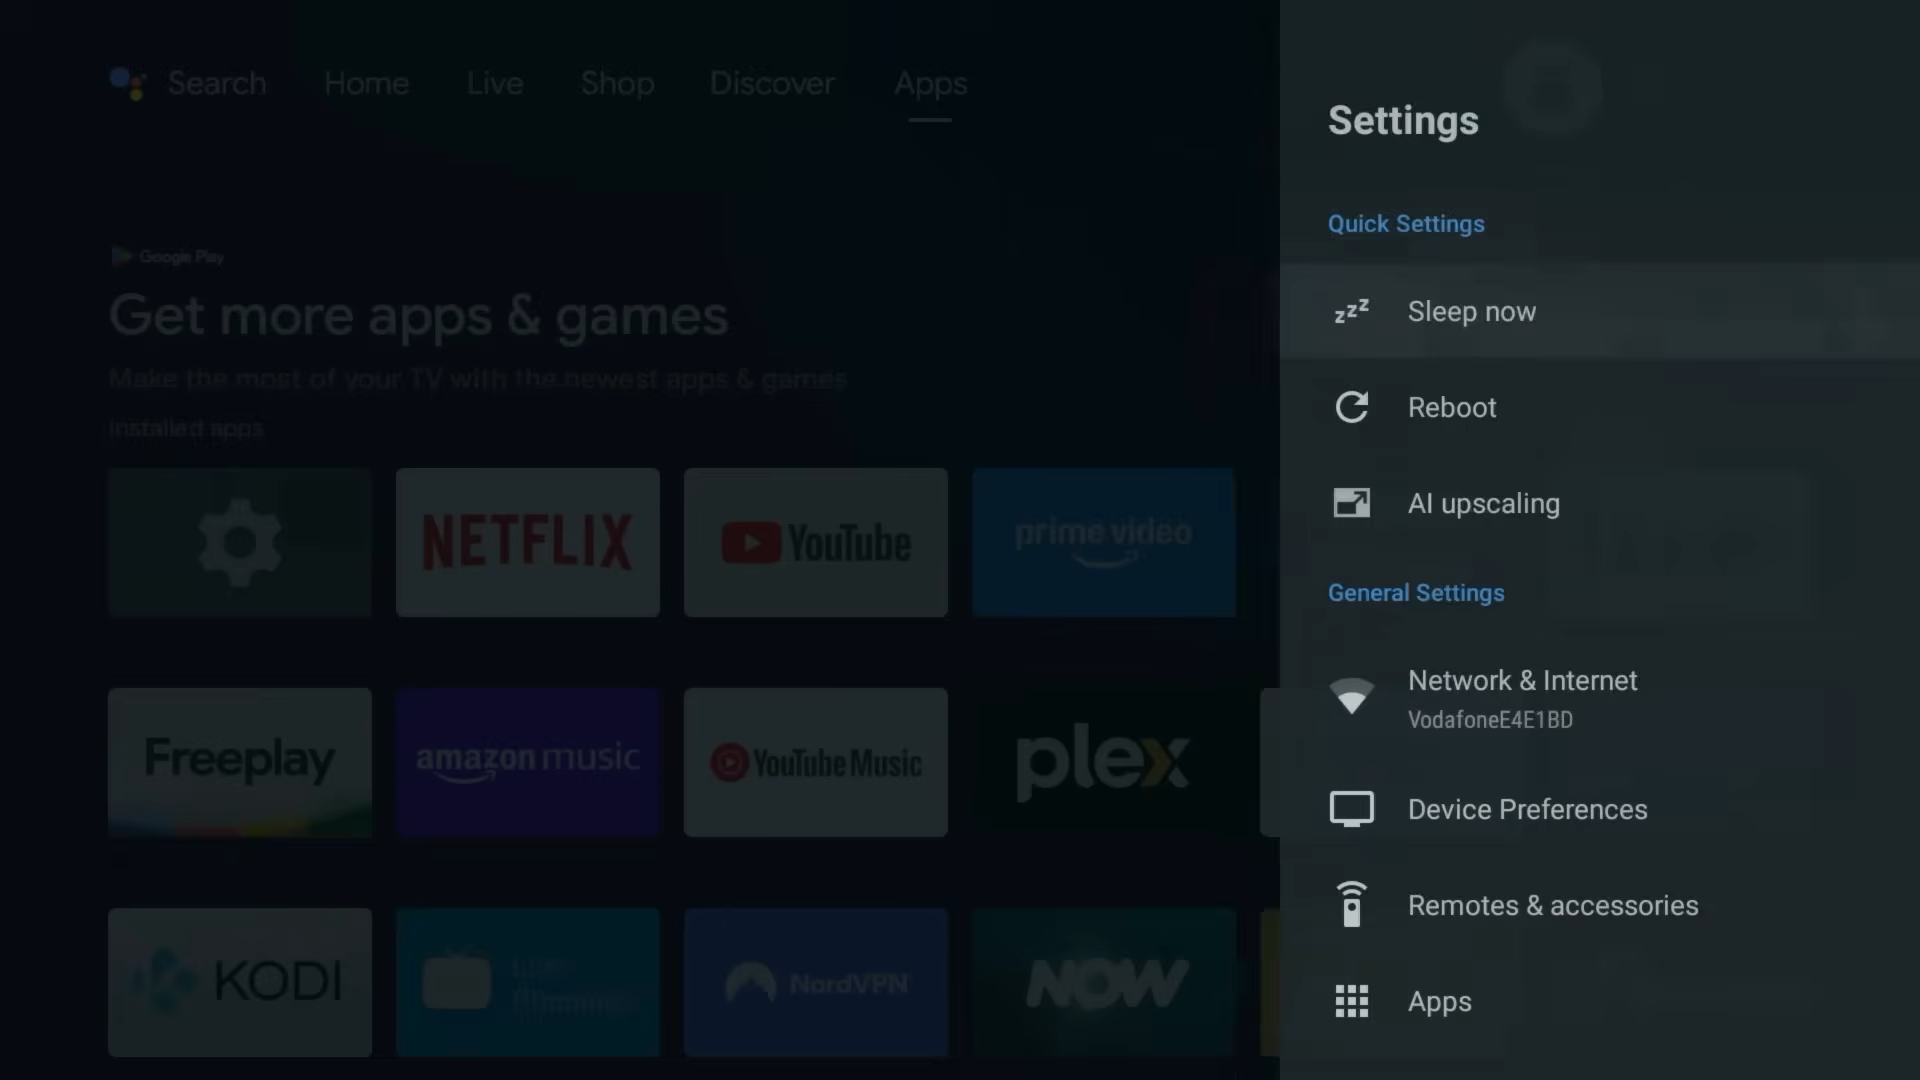 Search
Home
Live
Shop
Discover
Apps
Google Play
Get more apps & games
Make the most of your TV with the newest apps & games
Installed apps
NETFLIX
YouTube
prime video
Freeplay
amazon music
YouTube Music
plex
KODI
NordVPN
NOW
Settings
Quick Settings
zzz
Sleep now
Reboot
AI upscaling
General Settings
Network & Internet
VodafoneE4E1BD
Device Preferences
Remotes & accessories
Apps